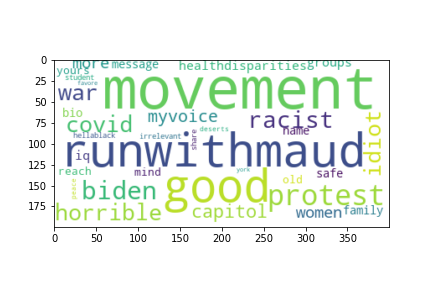 0
25
50
75
100
125
150
175
more message healthdisparities groups
yours
student
favore
movement
war
bio
covid
myvoice
racist
hellablack
irrelevant
deserts
share
name
idiot
runwithmaud
iq
reach
mind
york
old
safe
peace
biden
good
protest
horrible
capitol
women
family
0 50 100 150 200 250 300 350